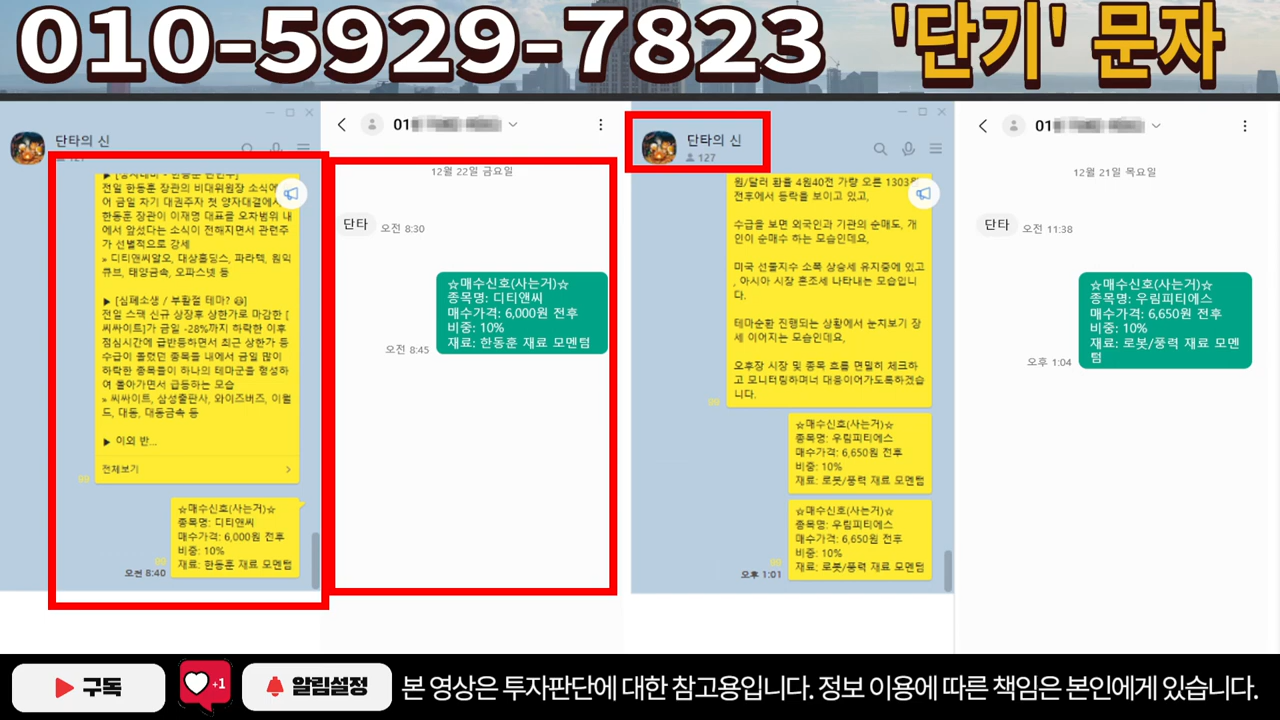 010-5929-7823 '단기' 문자
단타의 신
127
전일 한동훈 장관의 비대위원장 소식에
어 금일 차기 대권주자 첫 양자대결에
한동훈 장관이 이재명 대표를 오차범위 내
에서 앞섰다는 소식이 전해지면서 관련주
가 선별적으로 강세
» 디티앤씨알오, 대상홀딩스, 파라텍, 원익
큐브, 태양금속, 오파스넷 등
▶ [심폐소생 / 부활절 테마? 😂]
전일 스팩 신규 상장후 상한가로 마감한 [
씨싸이트]가 금일 -28%까지 하락한 이후
점심시간에 급반등하면서 최근 상한가 등
수급이 몰렸던 종목들 내에서 금일 많이
하락한 종목들이 하나의 테마군을 형성하
여 돌아가면서 급등하는 모습
» 씨싸이트, 삼성출판사, 와이즈버즈, 이월
드, 대동, 대동금속 등
▶ 이외 반...
전체보기
99
☆매수신호(사는거)☆
종목명: 디티앤씨
매수가격: 6,000원 전후
비중: 10%
재료: 한동훈 재료 모멘텀
99
오전 8:40
01
12월 22일 금요일
단타
오전 8:30
☆매수신호(사는거)☆
종목명: 디티앤씨
매수가격: 6,000원 전후
비중: 10%
재료: 한동훈 재료 모멘텀
오전 8:45
단타의 신
127
원/달러 환율 4원40전 가량 오른 1303원
전후에서 등락을 보이고 있고,
수급을 보면 외국인과 기관의 순매도, 개
인이 순매수 하는 모습인데요,
미국 선물지수 소폭 상승세 유지중에 있고
, 아시아 시장 혼조세 나타내는 모습입니
다.
테마순환 진행되는 상황에서 눈치보기 장
세 이어지는 모습인데요,
오후장 시장 및 종목 흐름 면밀히 체크하
고 모니터링하며너 대응이어가도록하겠습
니다.
99
☆매수신호(사는거)☆
종목명: 우림피티에스
매수가격: 6,650원 전후
비중: 10%
재료: 로봇/풍력 재료 모멘텀
☆매수신호(사는거)☆
종목명: 우림피티에스
매수가격: 6,650원 전후
비중: 10%
재료: 로봇/풍력 재료 모멘텀
99
오후 1:01
01
12월 21일 목요일
단타
오전 11:38
☆매수신호(사는거)☆
종목명: 우림피티에스
매수가격: 6,650원 전후
비중: 10%
재료: 로봇/풍력 재료 모멘
텀
오후 1:04
구독
+1
알림설정
본 영상은 투자판단에 대한 참고용입니다. 정보 이용에 따른 책임은 본인에게 있습니다.